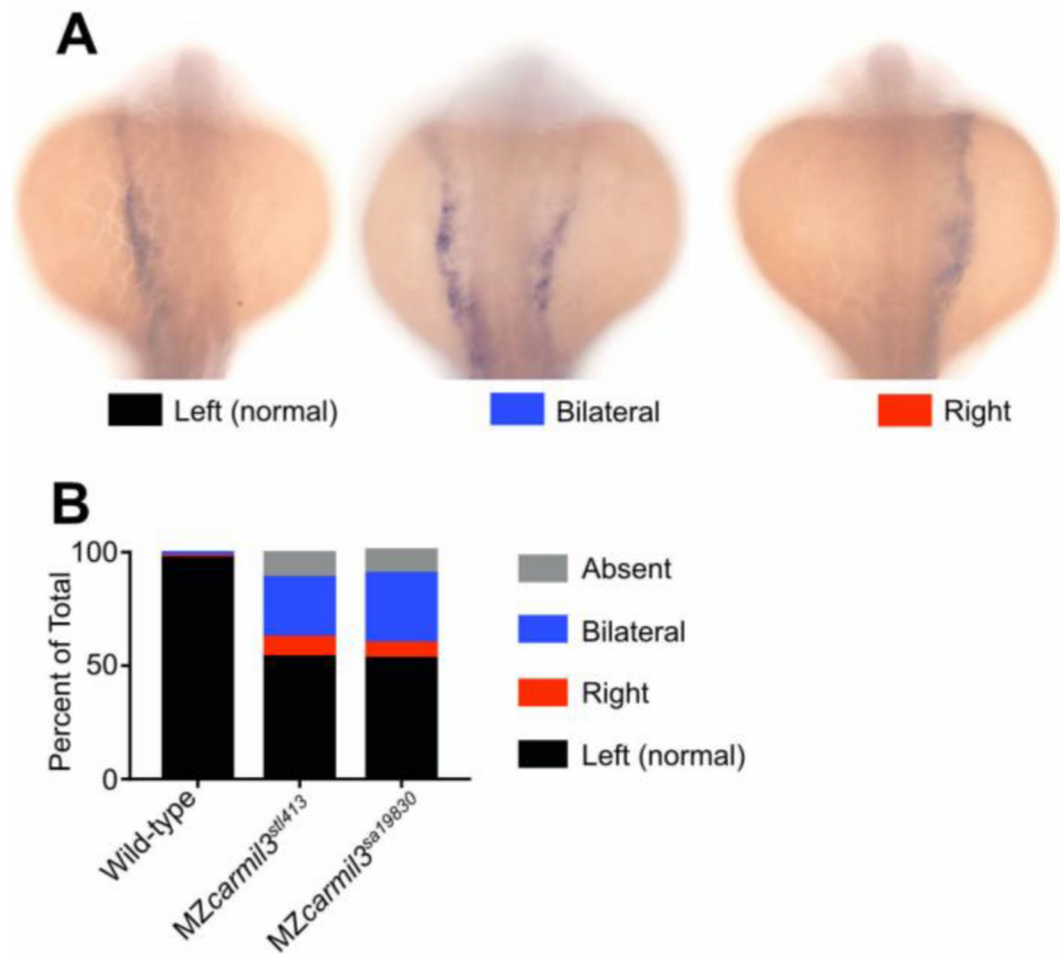 A
Left (normal) Bilateral Right
B
100
50
0
Percent of Total
Absent
Bilateral
Right
Left (normal)
Wild-type
MZcarmil3stl413
MZcarmil3sa19830